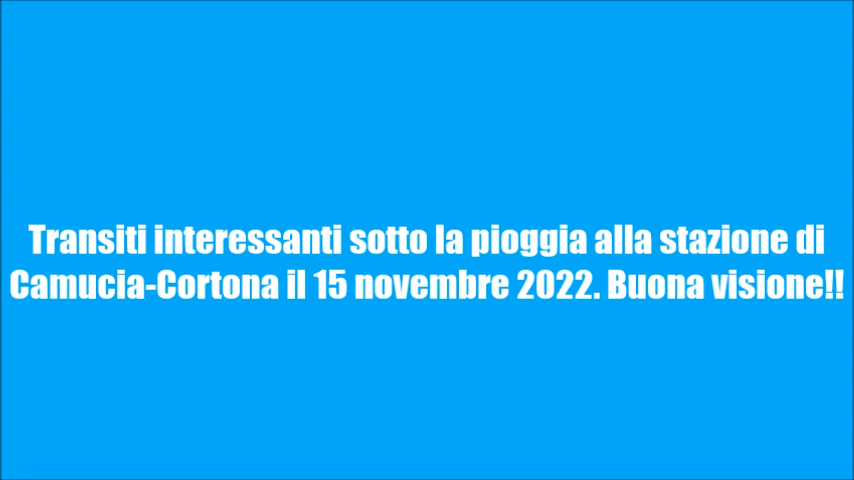 Transiti interessanti sotto la pioggia alla stazione di
Camucia-Cortona il 15 novembre 2022. Buona visione!!